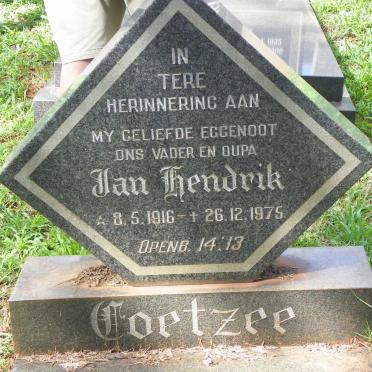 IN
TERE
HERINNERING AAN
MY GELIEFDE EGGENOOT
ONS VADER EN OUPA
Jan Hendrik
☆ 8.5.1916 - † 26.12.1975
OPENB. 14:13
Coetzee